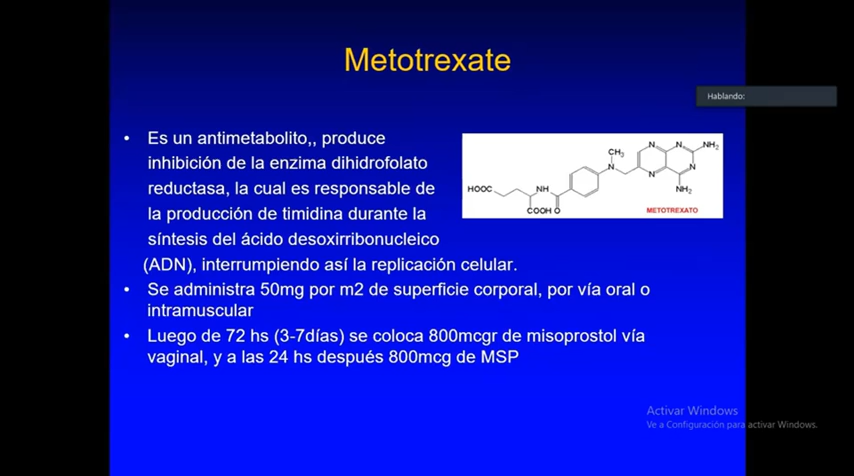 Metotrexate
Hablando:
• Es un antimetabolito,, produce
inhibición de la enzima dihidrofolato
reductasa, la cual es responsable de
la producción de timidina durante la
síntesis del ácido desoxirribonucleico
(ADN), interrumpiendo así la replicación celular.
HOOC
COOH
O
NH
CH3
N
N
N
N
N
NH2
NH2
METOTREXATO
• Se administra 50mg por m2 de superficie corporal, por vía oral o
intramuscular
• Luego de 72 hs (3-7días) se coloca 800mcgr de misoprostol vía
vaginal, y a las 24 hs después 800mcg de MSP
Activar Windows
Ve a Configuración para activar Windows.